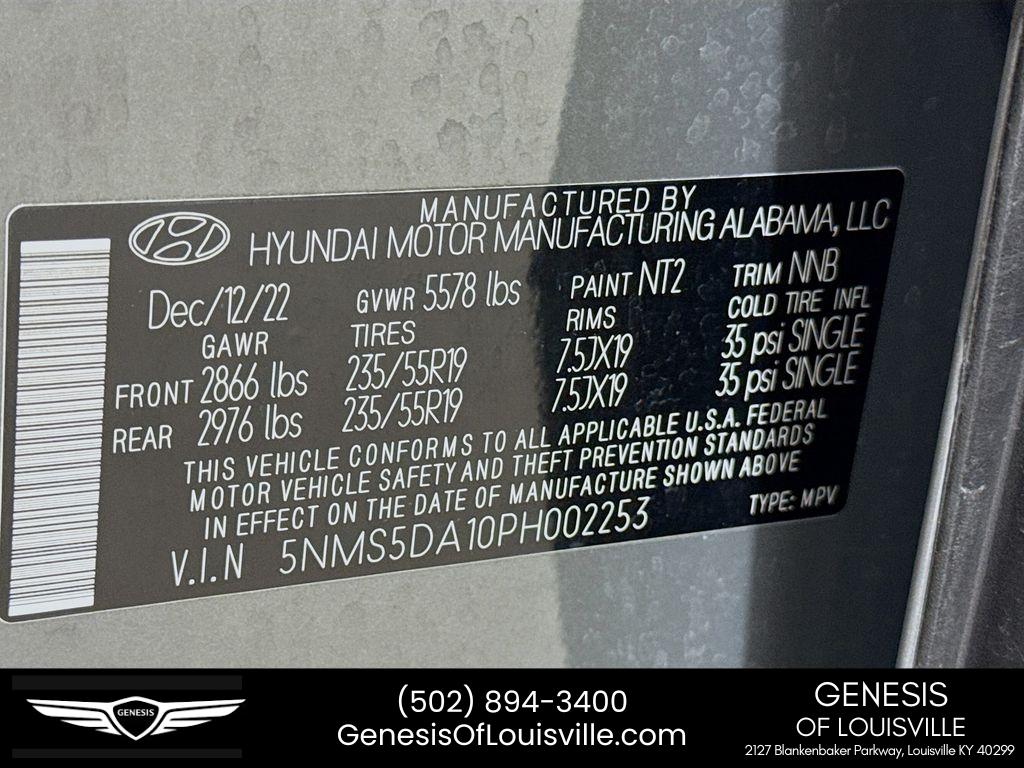 MANUFACTURED BY
HYUNDAI MOTOR MANUFACTURING ALABAMA, LLC
Dec/12/22 GVWR 5578 lbs PAINT NT2 TRIM NNB
GAWR TIRES RIMS COLD TIRE INFL
FRONT 2866 lbs 235/55R19 7.5JX19 35 psi SINGLE
REAR 2976 lbs 235/55R19 7.5JX19 35 psi SINGLE
THIS VEHICLE CONFORMS TO ALL APPLICABLE U.S.A. FEDERAL
MOTOR VEHICLE SAFETY AND THEFT PREVENTION STANDARDS
IN EFFECT ON THE DATE OF MANUFACTURE SHOWN ABOVE
V.I.N 5NMS5DA10PH002253 TYPE: MPV
GENESIS
(502) 894-3400
GenesisOfLouisville.com
GENESIS
OF LOUISVILLE
2127 Blankenbaker Parkway, Louisville KY 40299